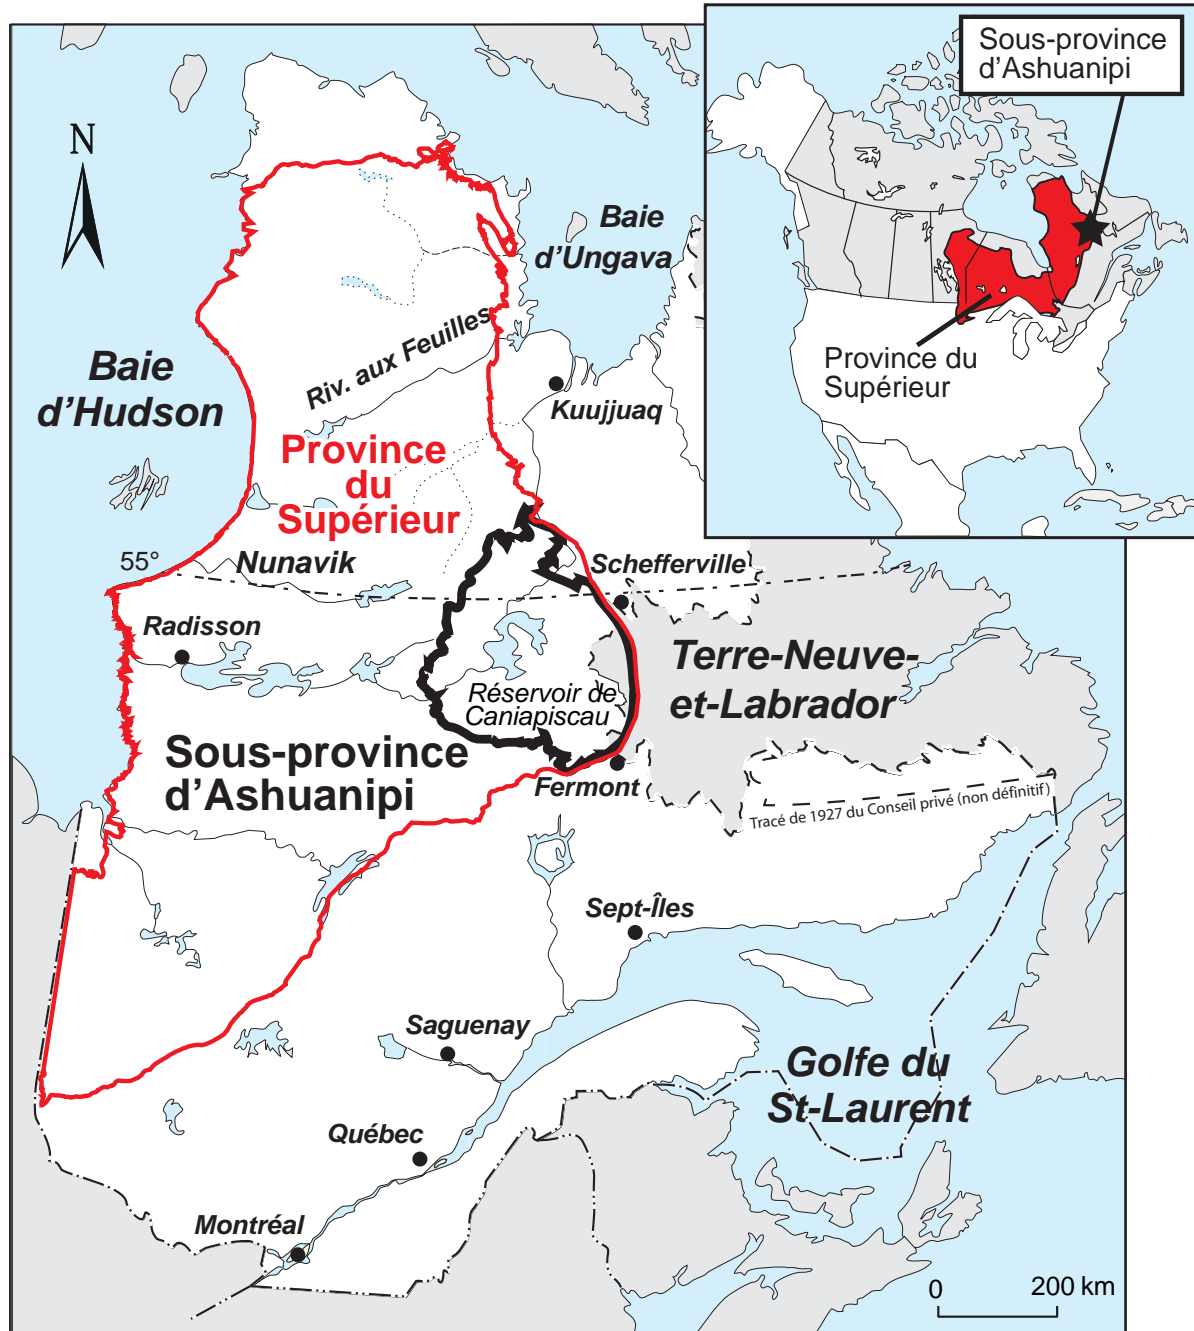 Sous-province
d’Ashuanipi
Province du
Supérieur
N
Baie
d’Ungava
Baie
d’Hudson
Riv. aux Feuilles
Kuujjuaq
Province
du
Supérieur
55°
Nunavik
Schefferville
Radisson
Terre-Neuve-
et-Labrador
Réservoir de
Caniapiscau
Sous-province
d’Ashuanipi
Fermont
Tracé de 1927 du Conseil privé (non définitif)
Sept-Îles
Saguenay
Golfe du
St-Laurent
Québec
Montréal
0 200 km